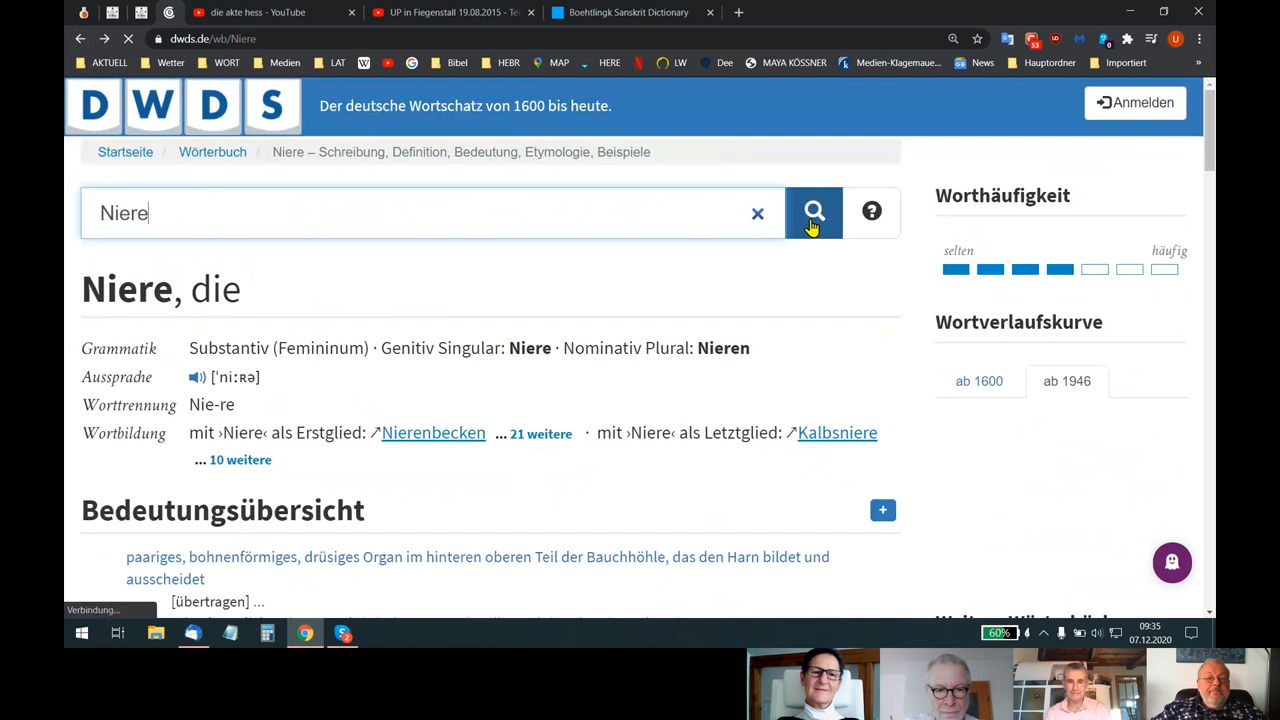 die akte hess - YouTube
UP in Fiegenstall 19.08.2015 - Tei
Boehtlingk Sanskrit Dictionary
dwds.de/wb/Niere
AKTUELL Wetter WORT Medien LAT Bibel HEBR MAP HERE LW Dee MAYA KÖSSNER Medien-Klagemaue... News Hauptordner Importiert »
53
0
U
D W D S
Der deutsche Wortschatz von 1600 bis heute.
Anmelden
Startseite / Wörterbuch / Niere – Schreibung, Definition, Bedeutung, Etymologie, Beispiele
Niere
Worthäufigkeit
selten häufig
Niere, die
Wortverlaufskurve
ab 1600 ab 1946
Grammatik Substantiv (Femininum) · Genitiv Singular: Niere · Nominativ Plural: Nieren
Aussprache [ˈniːʀə]
Worttrennung Nie-re
Wortbildung mit ›Niere‹ als Erstglied: ↗Nierenbecken ... 21 weitere · mit ›Niere‹ als Letztglied: ↗Kalbsniere
... 10 weitere
Bedeutungsübersicht +
paariges, bohnenförmiges, drüsiges Organ im hinteren oberen Teil der Bauchhöhle, das den Harn bildet und
ausscheidet
[übertragen] ...
Verbindung...
60%
09:35
07.12.2020